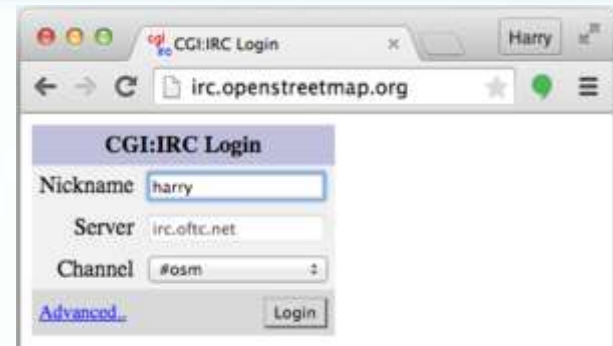 CGI:IRC Login
Harry
irc.openstreetmap.org
CGI:IRC Login
Nickname harry
Server irc.oftc.net
Channel #osm
Advanced.. Login